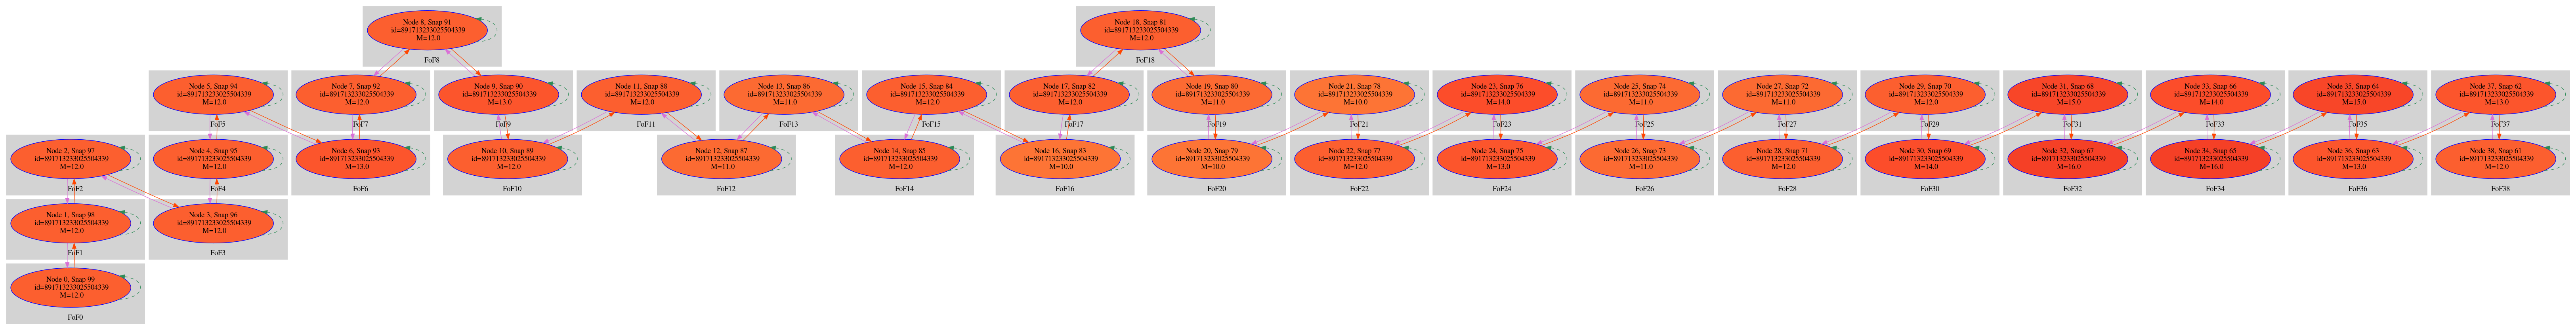 Node 8, Snap 91
id=891713233025504339
M=12.0
FoF8
Node 18, Snap 81
id=891713233025504339
M=12.0
FoF18
Node 5, Snap 94
id=891713233025504339
M=12.0
FoF5
Node 7, Snap 92
id=891713233025504339
M=12.0
FoF7
Node 9, Snap 90
id=891713233025504339
M=13.0
FoF9
Node 11, Snap 88
id=891713233025504339
M=12.0
FoF11
Node 13, Snap 86
id=891713233025504339
M=11.0
FoF13
Node 15, Snap 84
id=891713233025504339
M=12.0
FoF15
Node 17, Snap 82
id=891713233025504339
M=12.0
FoF17
Node 19, Snap 80
id=891713233025504339
M=11.0
FoF19
Node 21, Snap 78
id=891713233025504339
M=10.0
FoF21
Node 23, Snap 76
id=891713233025504339
M=14.0
FoF23
Node 25, Snap 74
id=891713233025504339
M=11.0
FoF25
Node 27, Snap 72
id=891713233025504339
M=11.0
FoF27
Node 29, Snap 70
id=891713233025504339
M=12.0
FoF29
Node 31, Snap 68
id=891713233025504339
M=15.0
FoF31
Node 33, Snap 66
id=891713233025504339
M=14.0
FoF33
Node 35, Snap 64
id=891713233025504339
M=15.0
FoF35
Node 37, Snap 62
id=891713233025504339
M=13.0
FoF37
Node 2, Snap 97
id=891713233025504339
M=12.0
FoF2
Node 4, Snap 95
id=891713233025504339
M=12.0
FoF4
Node 6, Snap 93
id=891713233025504339
M=13.0
FoF6
Node 10, Snap 89
id=891713233025504339
M=12.0
FoF10
Node 12, Snap 87
id=891713233025504339
M=11.0
FoF12
Node 14, Snap 85
id=891713233025504339
M=12.0
FoF14
Node 16, Snap 83
id=891713233025504339
M=10.0
FoF16
Node 20, Snap 79
id=891713233025504339
M=10.0
FoF20
Node 22, Snap 77
id=891713233025504339
M=12.0
FoF22
Node 24, Snap 75
id=891713233025504339
M=13.0
FoF24
Node 26, Snap 73
id=891713233025504339
M=11.0
FoF26
Node 28, Snap 71
id=891713233025504339
M=12.0
FoF28
Node 30, Snap 69
id=891713233025504339
M=14.0
FoF30
Node 32, Snap 67
id=891713233025504339
M=16.0
FoF32
Node 34, Snap 65
id=891713233025504339
M=16.0
FoF34
Node 36, Snap 63
id=891713233025504339
M=13.0
FoF36
Node 38, Snap 61
id=891713233025504339
M=12.0
FoF38
Node 1, Snap 98
id=891713233025504339
M=12.0
FoF1
Node 3, Snap 96
id=891713233025504339
M=12.0
FoF3
Node 0, Snap 99
id=891713233025504339
M=12.0
FoF0